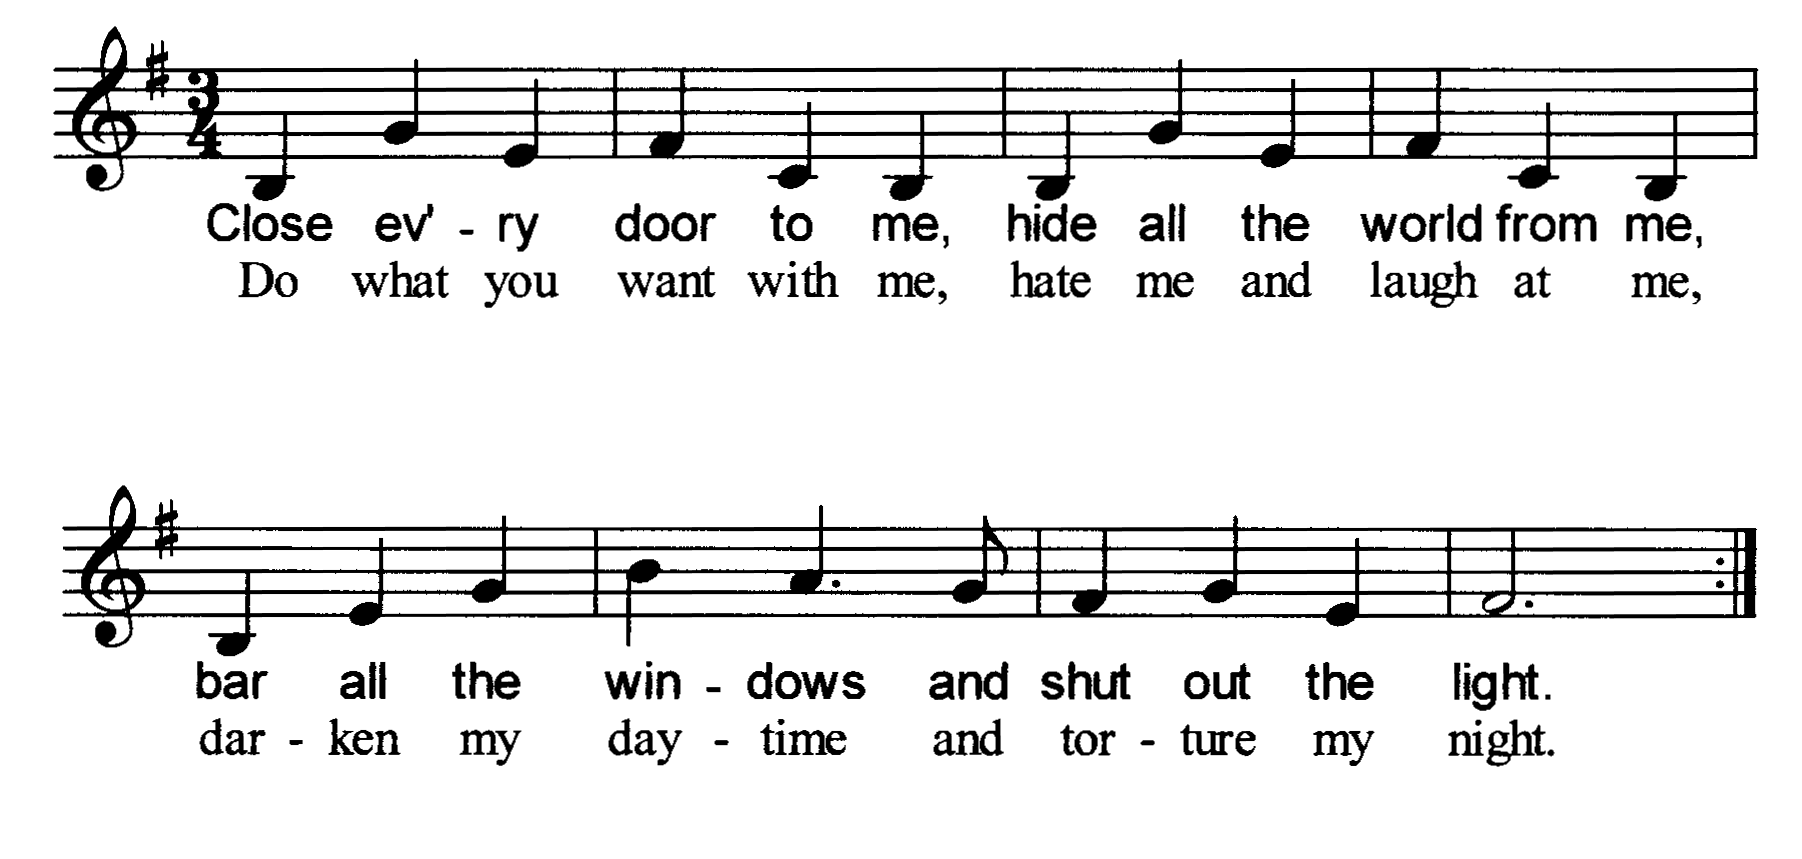 3
4
Close ev' - ry door to me, hide all the world from me,
Do what you want with me, hate me and laugh at me,
bar all the win - dows and shut out the light.
dar - ken my day - time and tor - ture my night.